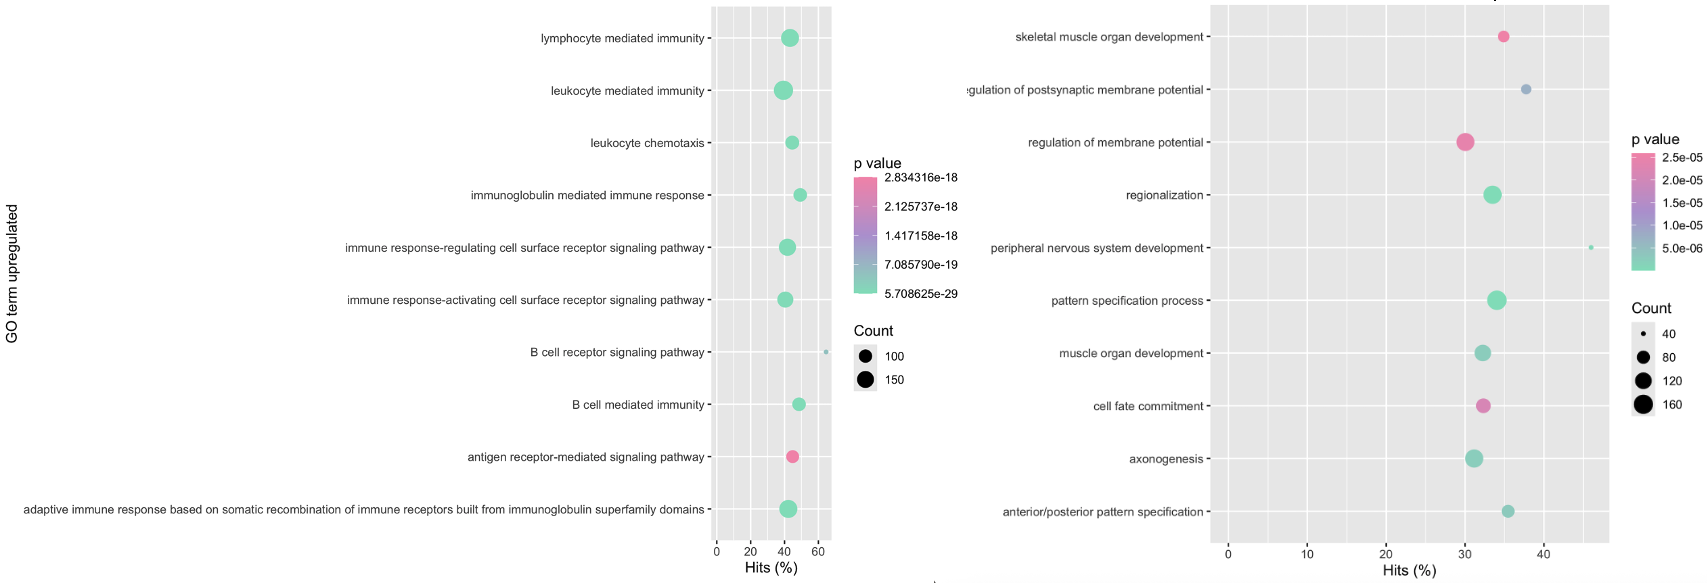 GO term upregulated
lymphocyte mediated immunity
leukocyte mediated immunity
leukocyte chemotaxis
immunoglobulin mediated immune response
immune response-regulating cell surface receptor signaling pathway
immune response-activating cell surface receptor signaling pathway
B cell receptor signaling pathway
B cell mediated immunity
antigen receptor-mediated signaling pathway
adaptive immune response based on somatic recombination of immune receptors built from immunoglobulin superfamily domains
0 20 40 60
Hits (%)
p value
2.834316e-18
2.125737e-18
1.417158e-18
7.085790e-19
5.708625e-29
Count
100
150
skeletal muscle organ development
egulation of postsynaptic membrane potential
regulation of membrane potential
regionalization
peripheral nervous system development
pattern specification process
muscle organ development
cell fate commitment
axonogenesis
anterior/posterior pattern specification
0 10 20 30 40
Hits (%)
p value
2.5e-05
2.0e-05
1.5e-05
1.0e-05
5.0e-06
Count
40
80
120
160